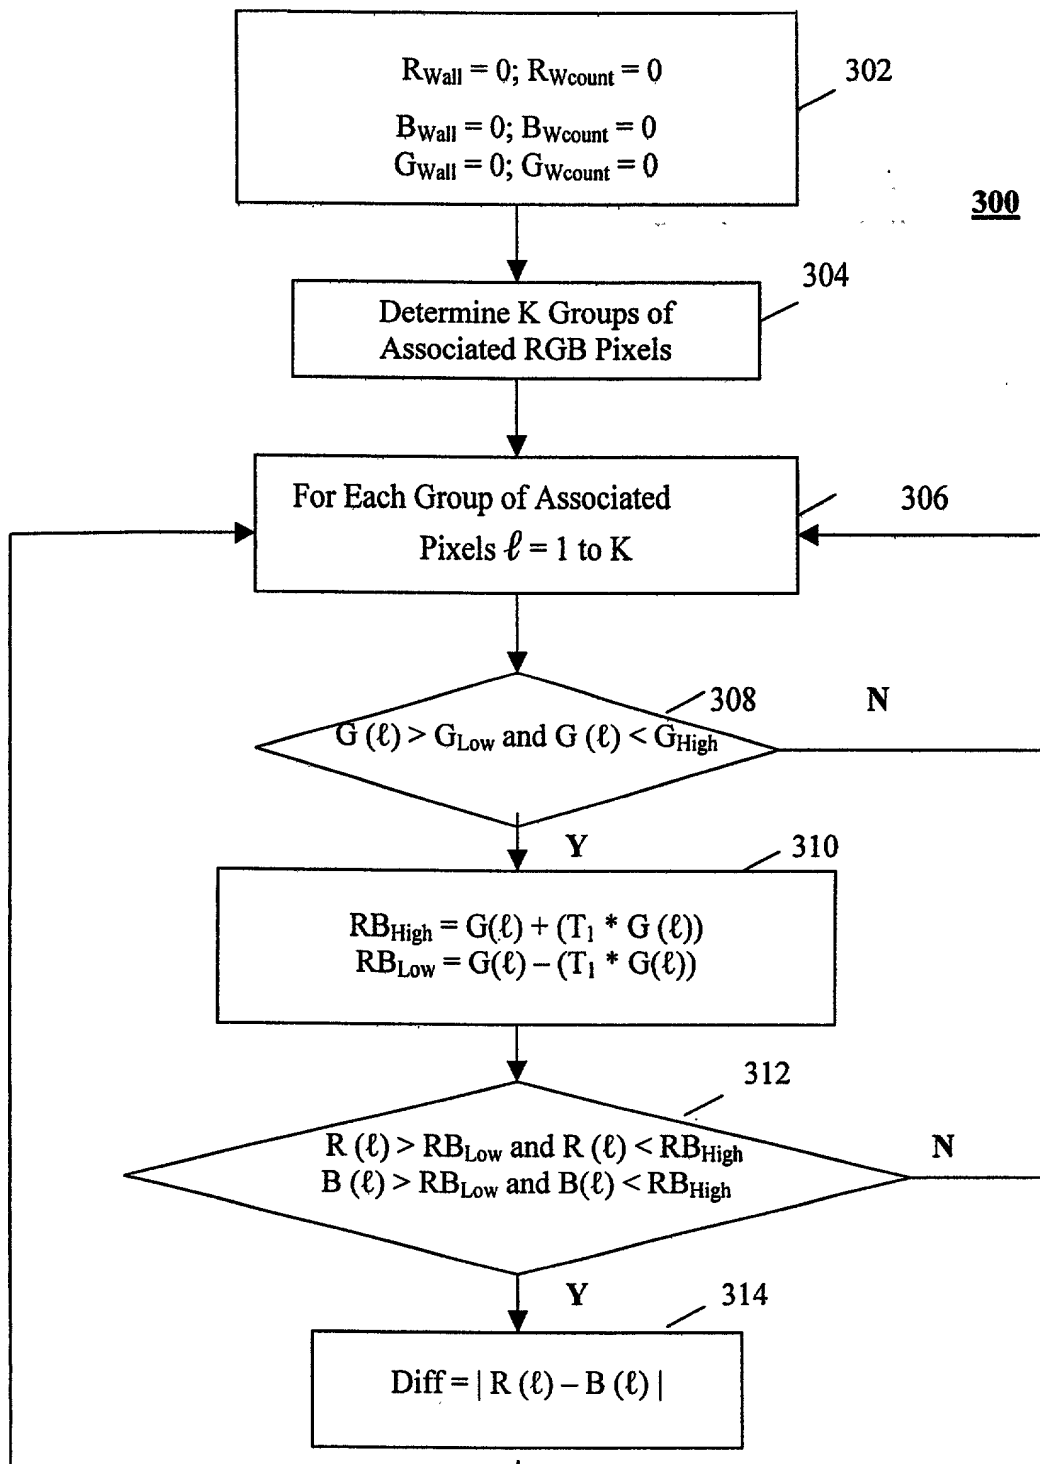 R_Wall = 0; R_Wcount = 0
302
B_Wall = 0; B_Wcount = 0
G_Wall = 0; G_Wcount = 0
300
304
Determine K Groups of
Associated RGB Pixels
For Each Group of Associated
306
Pixels ℓ = 1 to K
308
N
G (ℓ) > G_Low and G (ℓ) < G_High
Y
310
RB_High = G(ℓ) + (T_1 * G (ℓ))
RB_Low = G(ℓ) – (T_1 * G(ℓ))
312
R (ℓ) > RB_Low and R (ℓ) < RB_High
N
B (ℓ) > RB_Low and B(ℓ) < RB_High
Y
314
Diff = | R (ℓ) – B (ℓ) |